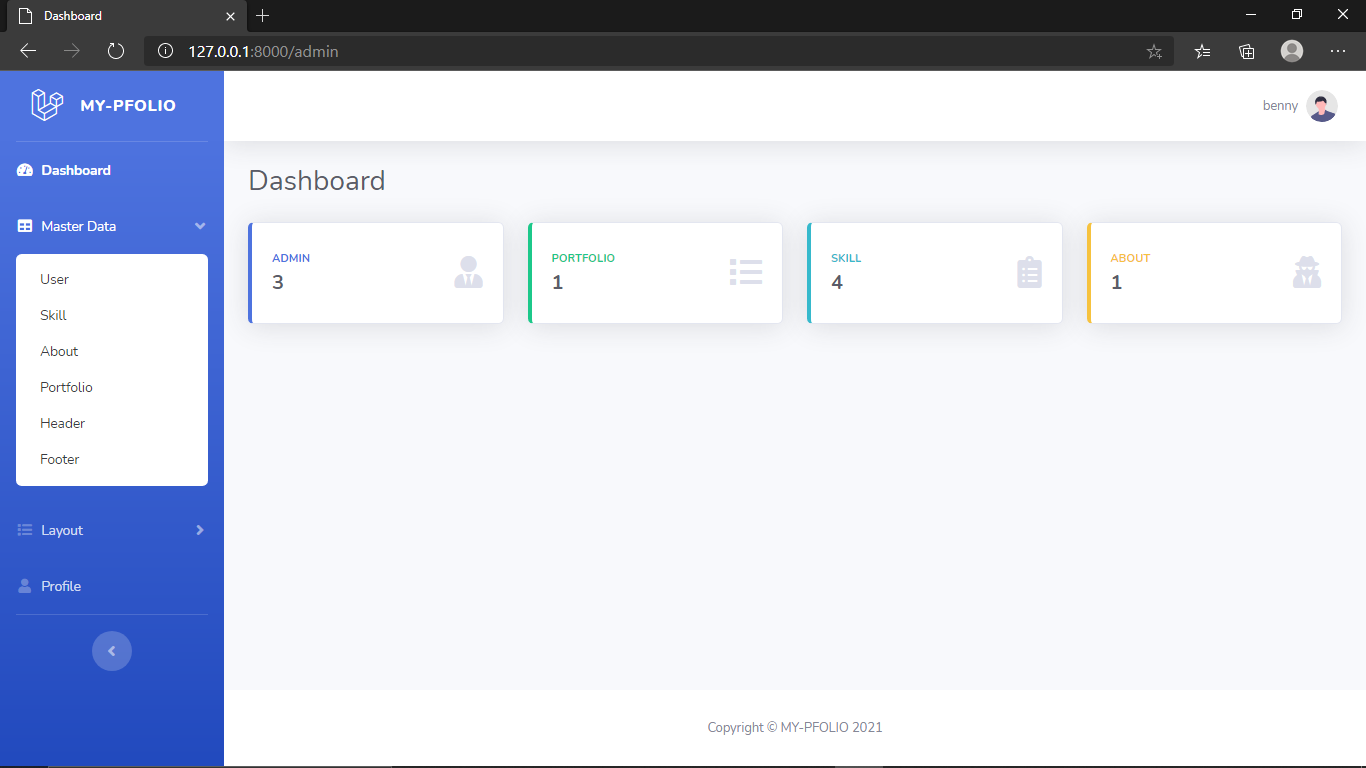 Dashboard
127.0.0.1:8000/admin
MY-PFOLIO
benny
Dashboard
Master Data
User
Skill
About
Portfolio
Header
Footer
Layout
Profile
Dashboard
ADMIN
3
PORTFOLIO
1
SKILL
4
ABOUT
1
Copyright © MY-PFOLIO 2021